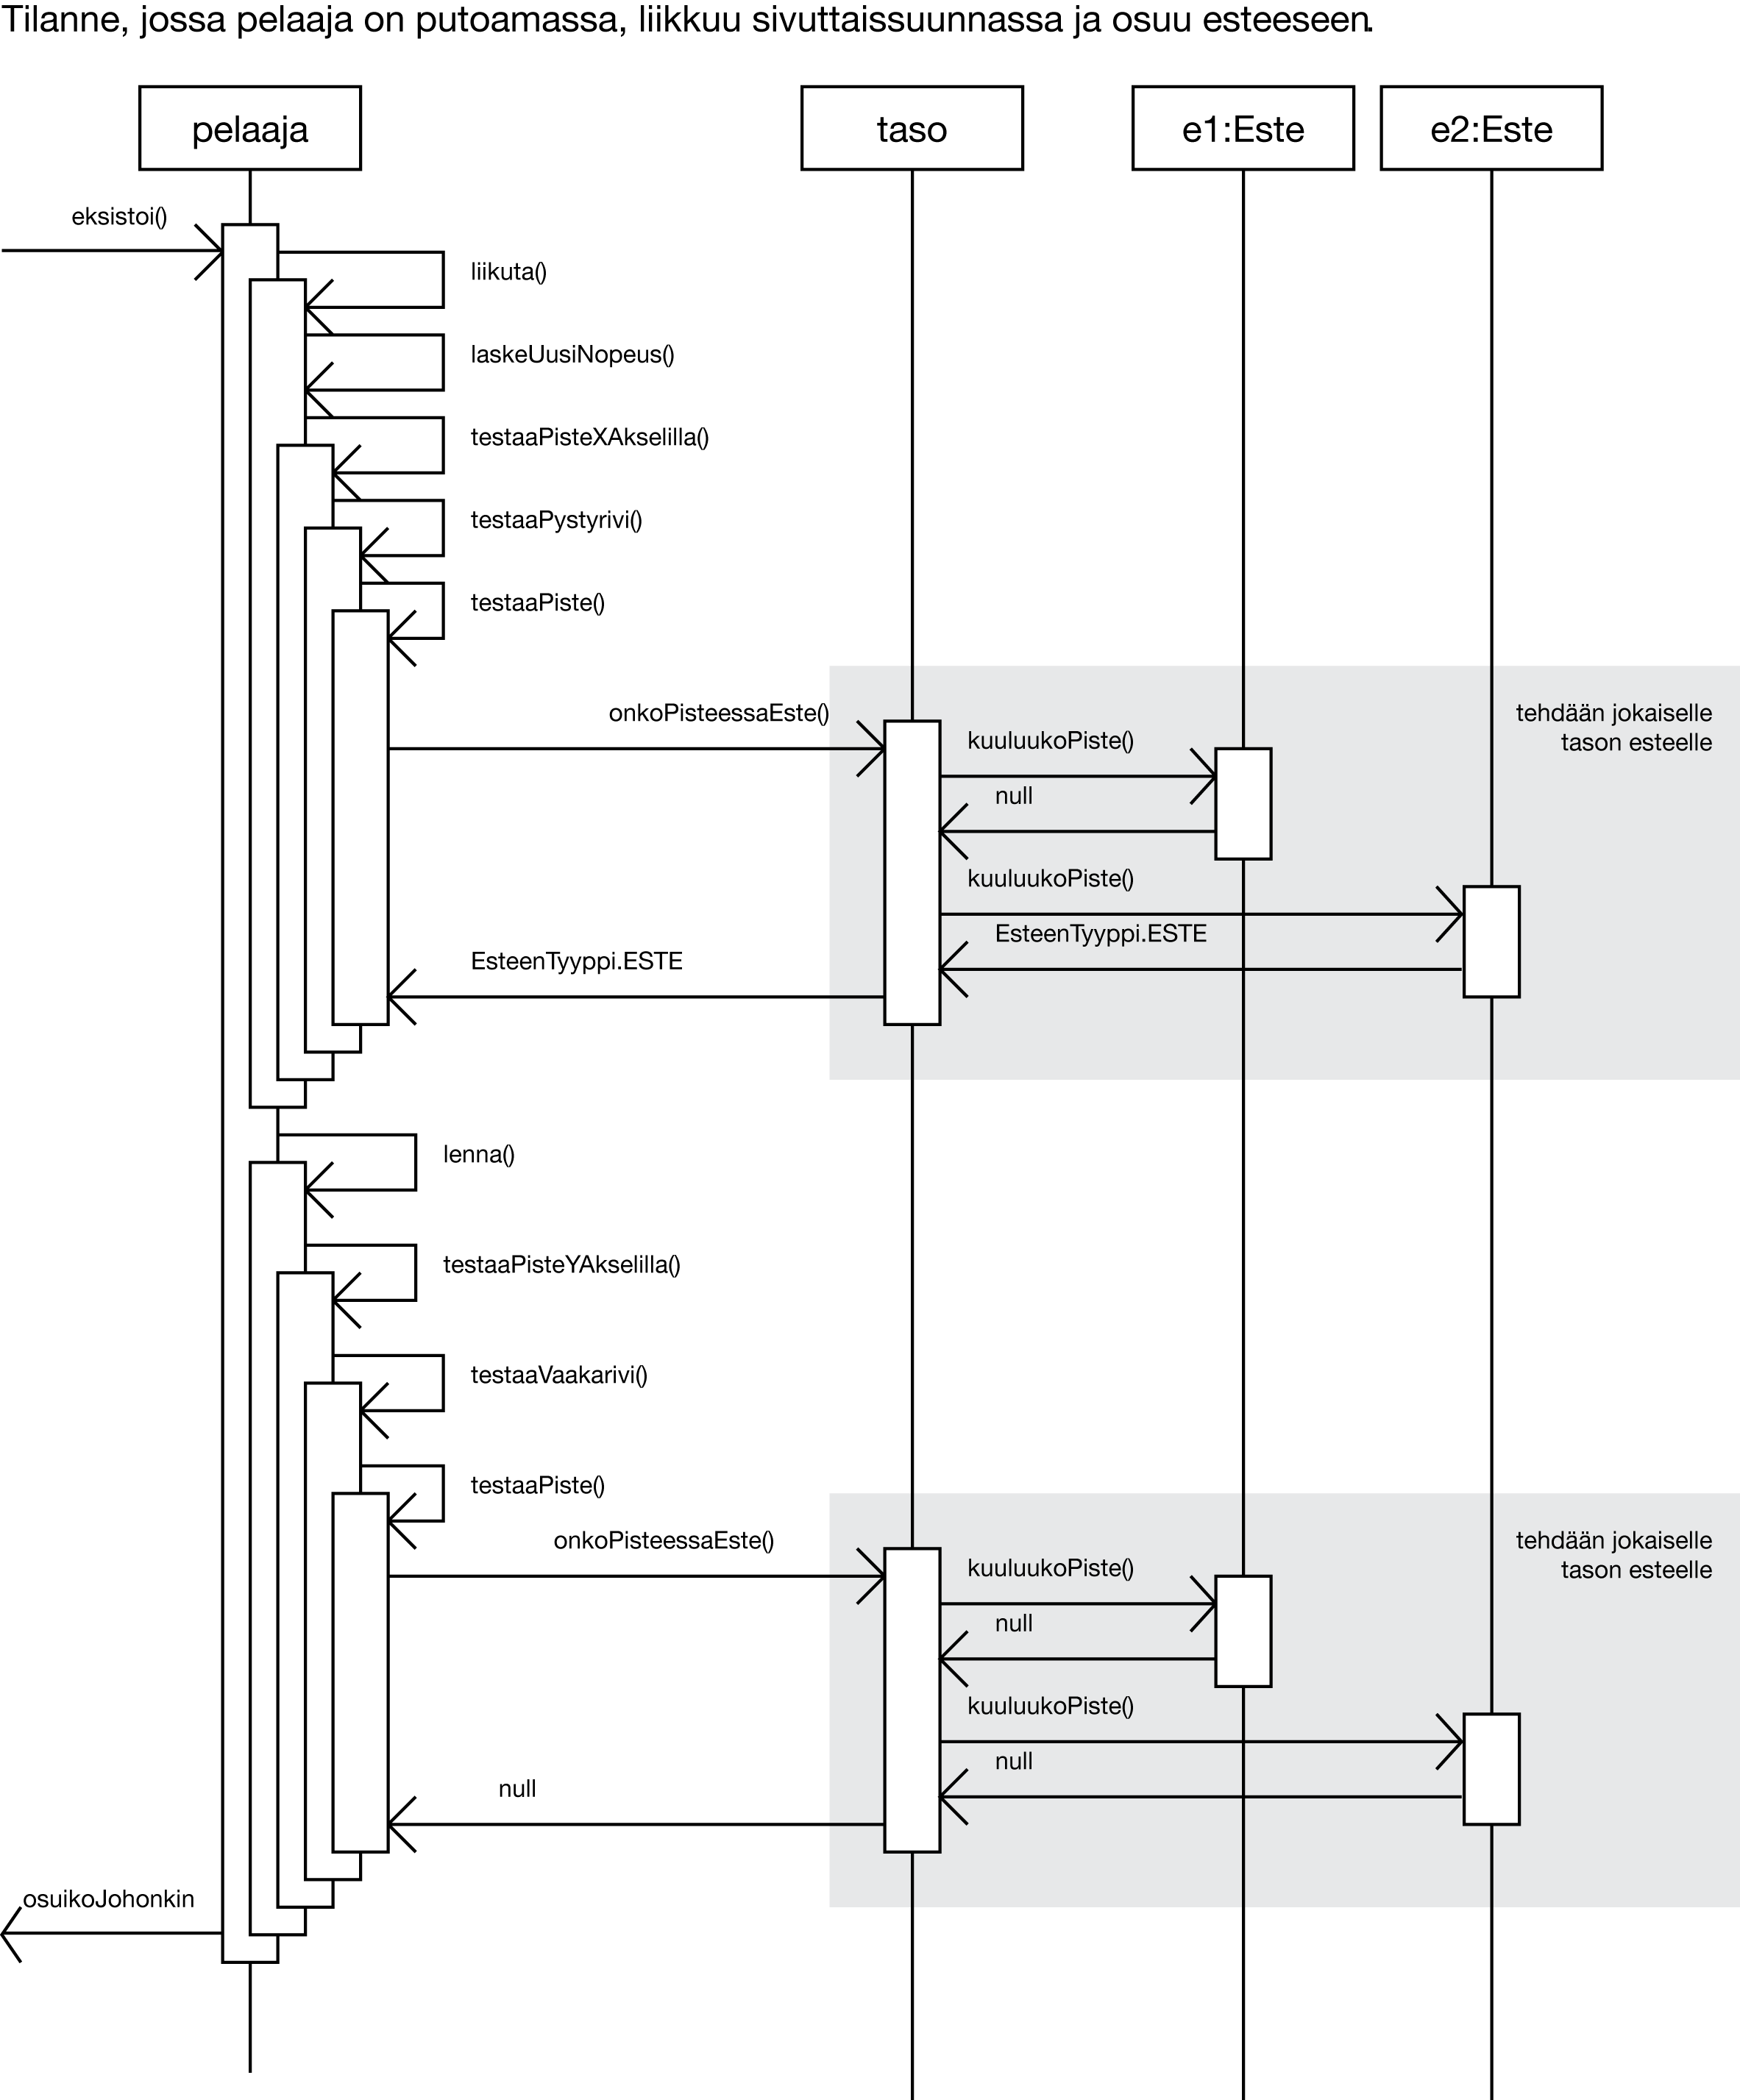 Tilanne, jossa pelaaja on putoamassa, liikkuu sivuttaissuunnassa ja osuu esteeseen.
pelaaja
taso
e1:Este
e2:Este
eksistoi()
liikuta()
laskeUusiNopeus()
testaaPisteXAkselilla()
testaaPystyrivi()
testaaPiste()
onkoPisteessaEste()
tehdään jokaiselle
tason esteelle
kuuluukoPiste()
null
kuuluukoPiste()
EsteenTyyppi.ESTE
EsteenTyyppi.ESTE
lenna()
testaaPisteYAkselilla()
testaaVaakarivi()
testaaPiste()
onkoPisteessaEste()
tehdään jokaiselle
tason esteelle
kuuluukoPiste()
null
kuuluukoPiste()
null
null
osuikoJohonkin